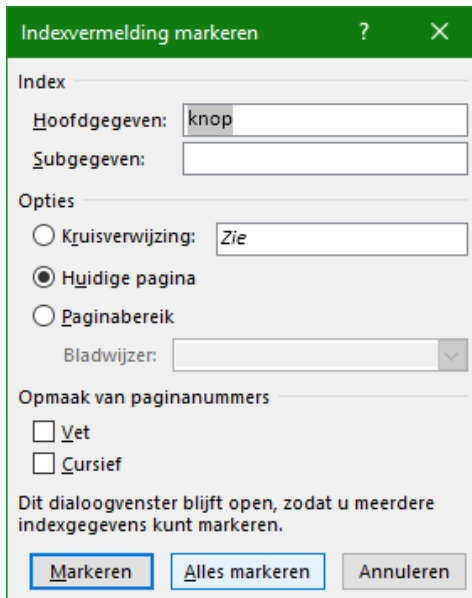 Indexvermelding markeren ? ×
Index
Hoofdgegeven: knop
Subgegeven:
Opties
Kruisverwijzing: Zie
Huidige pagina
Paginabereik
Bladwijzer:
Opmaak van paginanummers
Vet
Cursief
Dit dialoogvenster blijft open, zodat u meerdere
indexgegevens kunt markeren.
Markeren Alles markeren Annuleren